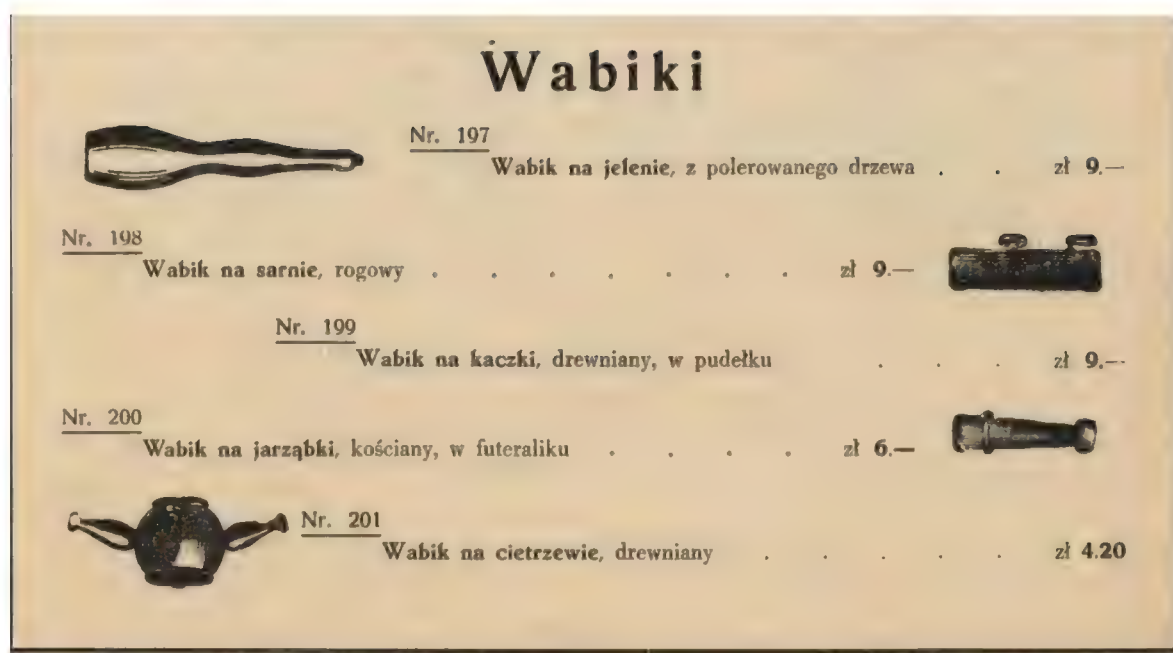 Wabiki
Nr. 197
Wabik na jelenie, z polerowanego drzewa . . zł 9.—
Nr. 198
Wabik na sarnie, rogowy . . . . . . . zł 9.—
Nr. 199
Wabik na kaczki, drewniany, w pudełku . . . zł 9.—
Nr. 200
Wabik na jarząbki, kościany, w futeraliku . . . . zł 6.—
Nr. 201
Wabik na cietrzewie, drewniany . . . . . zł 4.20